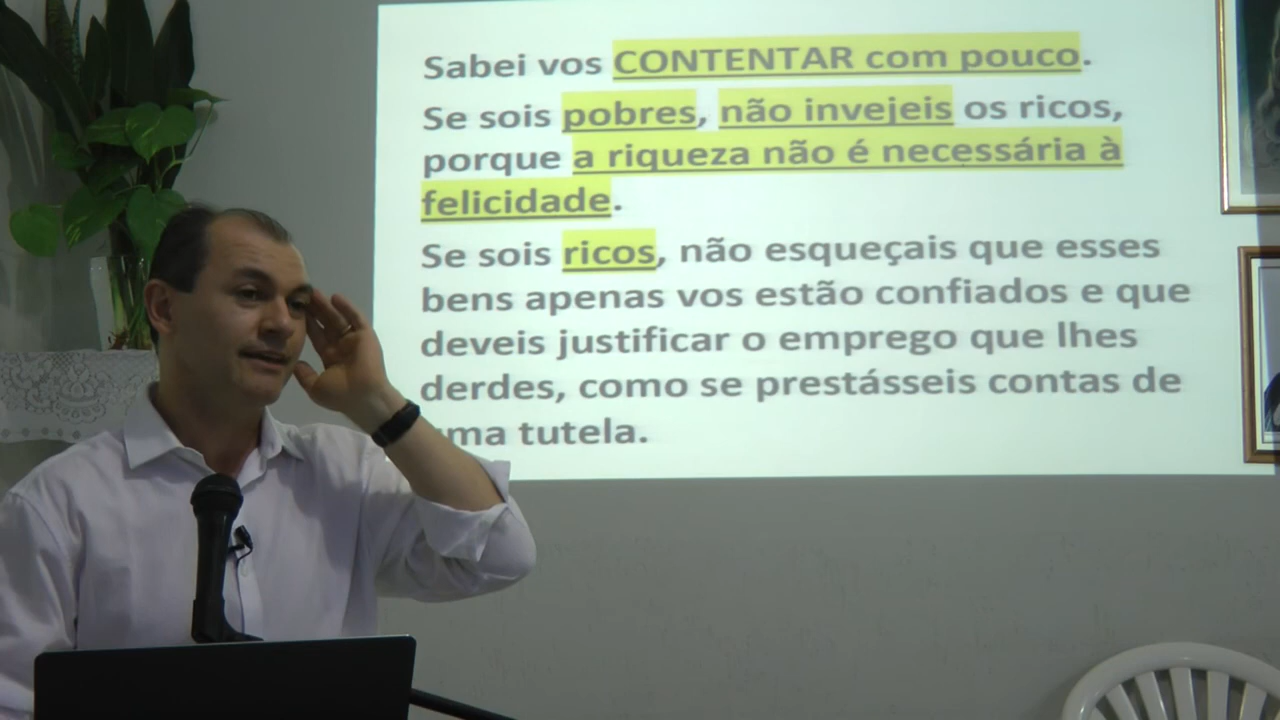 Sabei vos CONTENTAR com pouco.
Se sois pobres, não invejeis os ricos,
porque a riqueza não é necessária à
felicidade.
Se sois ricos, não esqueçais que esses
bens apenas vos estão confiados e que
deveis justificar o emprego que lhes
derdes, como se prestásseis contas de
uma tutela.